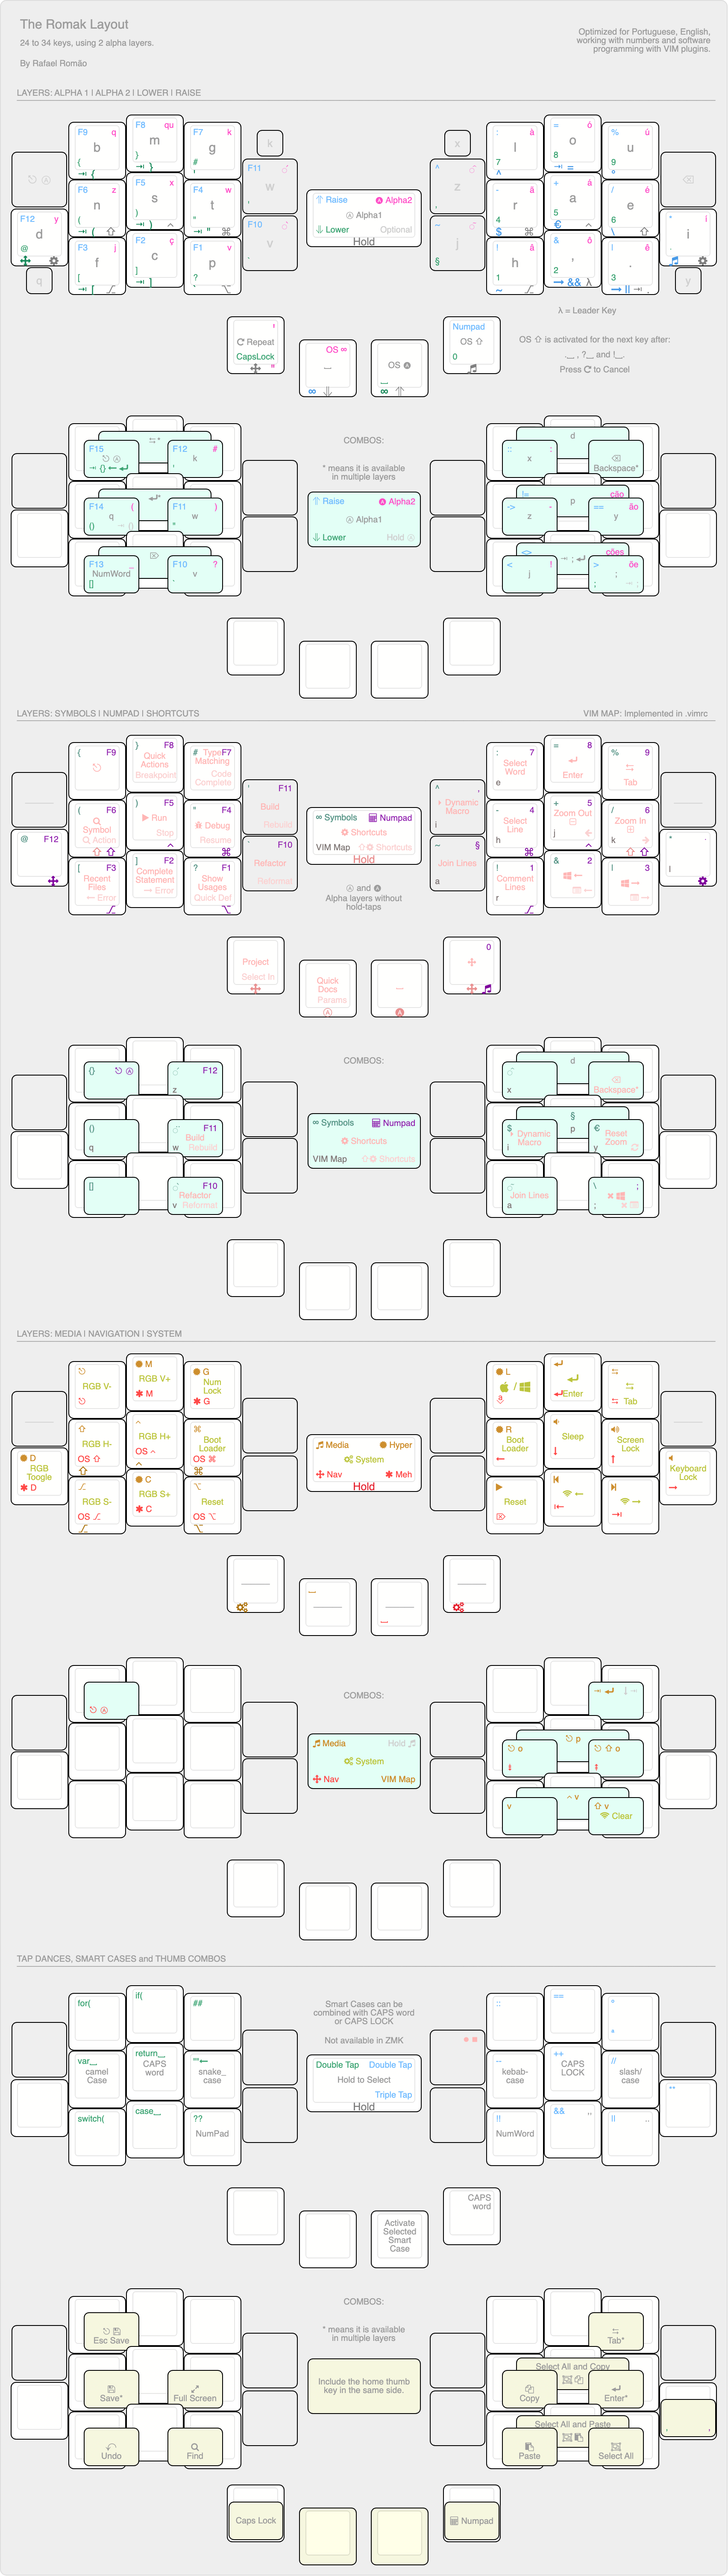 The Romak Layout
24 to 34 keys, using 2 alpha layers.
By Rafael Romão
Optimized for Portuguese, English,
working with numbers and software
programming with VIM plugins.
LAYERS: ALPHA 1 | ALPHA 2 | LOWER | RAISE
F9 q
b
F8 qu
m
F7 k
g
k
F11
w
x
z
l à
7
= ò
o
8
% ú
u
9
F12 y
d
@
F6 z
n
F5 x
s
F4 w
t
- ã
r
4
$
+ á
a
5
€
/ é
e
6
i
F3 j
f
F2 ç
c
F1 v
p
?
F10
v
j
§
! â
h
1
& ô
2
&& λ
3
q
y
Raise Alpha2
Alpha1
Lower Optional
Hold
Repeat
CapsLock
OS ∞
OS
Numpad
OS
0
λ = Leader Key
OS is activated for the next key after:
Press to Cancel
COMBOS:
* means it is available
in multiple layers
Raise Alpha2
Alpha1
Lower Hold
F15
F12 #
k
F14 (
q
()
F11 )
w
F13
NumWord
[]
F10 ?
v
d
x
Backspace*
!= ção
p
-> -
z
== ão
y
<> ções
< !
j
> õe
;
LAYERS: SYMBOLS | NUMPAD | SHORTCUTS
VIM MAP: Implemented in .vimrc
{ F9
} F8
Quick
Actions
Breakpoint
# Type F7
Matching
Code
Complete
F11
Build
Rebuild
@ F12
( F6
Symbol
Action
) F5
Run
Stop
" F4
Debug
Resume
F10
Refactor
Reformat
[ F3
Recent
Files
Error
] F2
Complete
Statement
Error
? F1
Show
Usages
Quick Def
∞ Symbols Numpad
Shortcuts
VIM Map Shortcuts
Hold
and
Alpha layers without
hold-taps
Dynamic
Macro
i
Join Lines
a
: 7
Select
Word
e
= 8
Enter
% 9
Tab
- 4
Select
Line
h
+ 5
Zoom Out
j
/ 6
Zoom In
k
! 1
Comment
Lines
r
& 2
| 3
Project
Select In
Quick
Docs
Params
0
COMBOS:
∞ Symbols Numpad
Shortcuts
VIM Map Shortcuts
{}
F12
z
()
q
F11
Build
w Rebuild
[]
F10
Refactor
v Reformat
d
x
Backspace*
§
p
$
Dynamic
Macro
i
€
Reset
Zoom
y
Join Lines
a
\ ;
;
LAYERS: MEDIA | NAVIGATION | SYSTEM
RGB V-
M
RGB V+
M
G
Num
Lock
G
D
RGB
Toogle
D
RGB H-
OS
RGB H+
OS
Boot
Loader
OS
RGB S-
OS
C
RGB S+
C
Reset
OS
Media Hyper
System
Nav Meh
Hold
L
/
Enter
Tab
R
Boot
Loader
Sleep
Screen
Lock
Keyboard
Lock
Reset
COMBOS:
Media Hold
System
Nav VIM Map
p
o
o
v
v
v
Clear
TAP DANCES, SMART CASES and THUMB COMBOS
for(
if(
##
var_
camel
Case
return_
CAPS
word
snake_
case
switch(
case_
??
NumPad
Smart Cases can be
combined with CAPS word
or CAPS LOCK
Not available in ZMK
Double Tap Double Tap
Hold to Select
Triple Tap
Hold
::
==
--
kebab-
case
++
CAPS
LOCK
//
slash/
case
!!
NumWord
&&
||
Activate
Selected
Smart
Case
CAPS
word
COMBOS:
* means it is available
in multiple layers
Include the home thumb
key in the same side.
Esc Save
Save*
Full Screen
Undo
Find
Tab*
Select All and Copy
Copy
Enter*
Select All and Paste
Paste
Select All
Caps Lock
Numpad